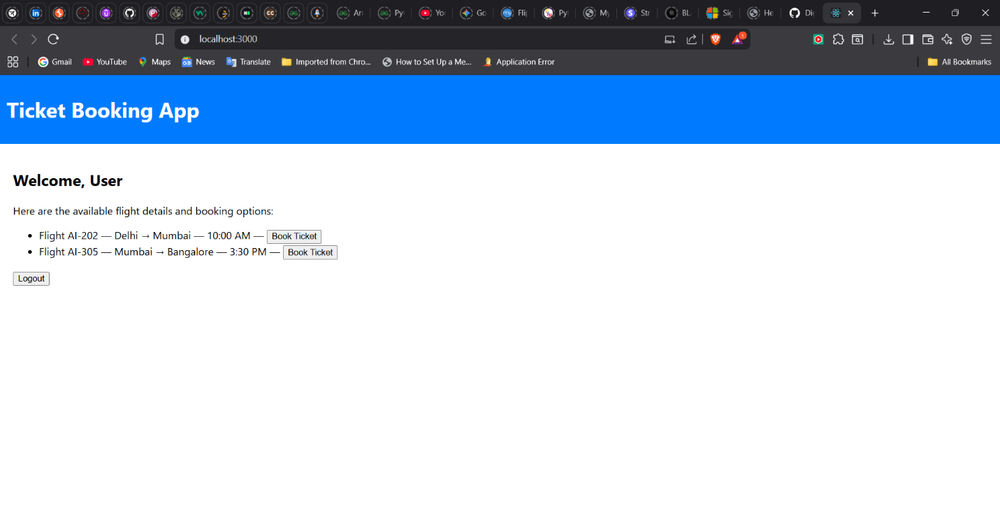 Ar
Py
Yo
Go
Fli
Py
My
Str
BL
Sig
He
Dig
localhost:3000
1
Gmail
YouTube
Maps
News
Translate
Imported from Chro...
How to Set Up a Me...
Application Error
All Bookmarks
Ticket Booking App
Welcome, User
Here are the available flight details and booking options:
• Flight AI-202 — Delhi → Mumbai — 10:00 AM — Book Ticket
• Flight AI-305 — Mumbai → Bangalore — 3:30 PM — Book Ticket
Logout